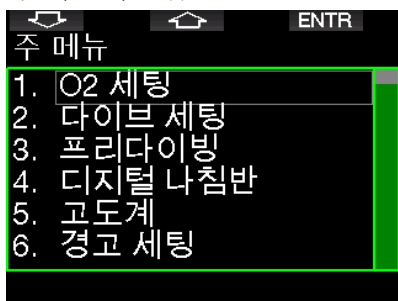 ENTR
주 메뉴
1. O2 세팅
2. 다이브 세팅
3. 프리다이빙
4. 디지털 나침반
5. 고도계
6. 경고 세팅